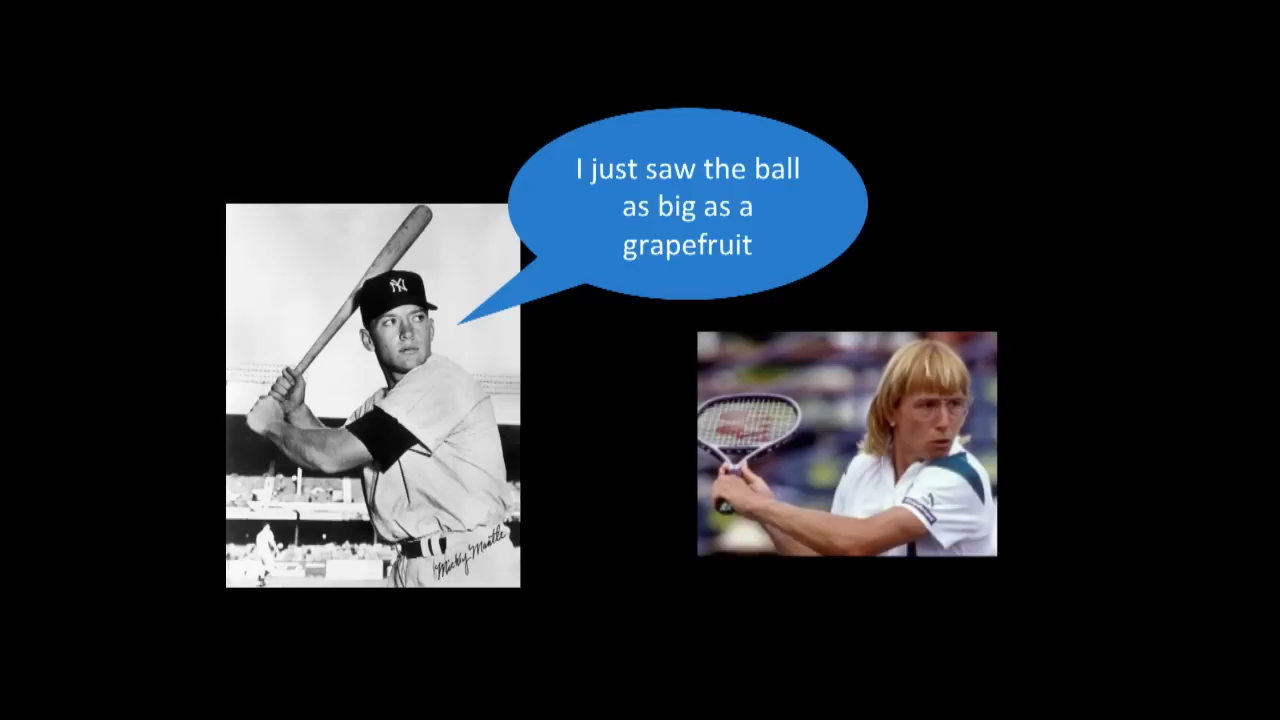 I just saw the ball
as big as a
grapefruit
NY
Mickey Mantle